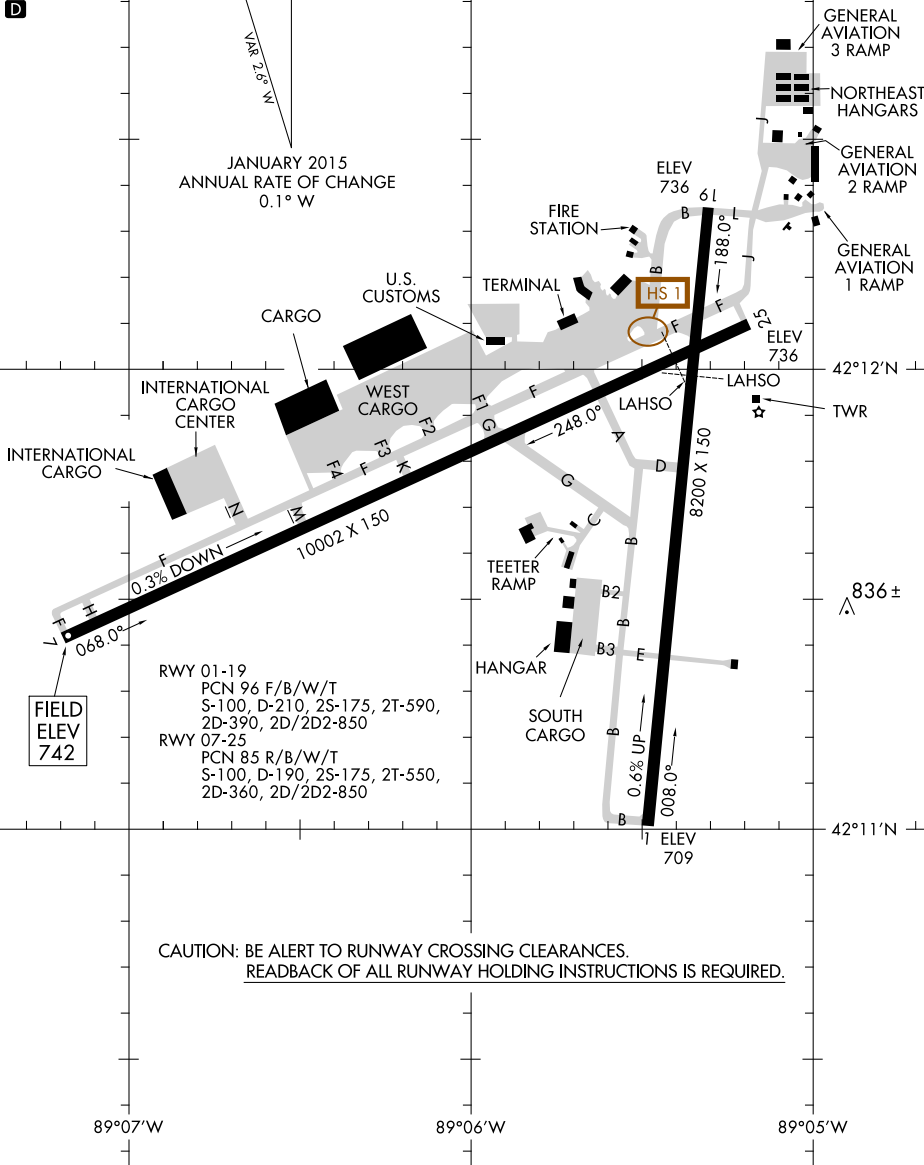 D
VAR 2.6° W
JANUARY 2015
ANNUAL RATE OF CHANGE
0.1° W
GENERAL
AVIATION
3 RAMP
NORTHEAST
HANGARS
J
GENERAL
AVIATION
2 RAMP
ELEV
736
19
B
L
188.0°
J
GENERAL
AVIATION
1 RAMP
FIRE
STATION
B
HS 1
U.S.
CUSTOMS
TERMINAL
CARGO
F
F
25
ELEV
736
42°12'N
LAHSO
LAHSO
TWR
INTERNATIONAL
CARGO
CENTER
WEST
CARGO
F1
F
G
248.0°
A
F2
F3
K
F
F4
INTERNATIONAL
CARGO
D
8200 X 150
G
C
N
M
10002 X 150
B
F
0.3% DOWN
TEETER
RAMP
836 ±
B2
B
H
F
7
068.0°
B3
E
HANGAR
SOUTH
CARGO
FIELD
ELEV
742
RWY 01-19
PCN 96 F/B/W/T
S-100, D-210, 2S-175, 2T-590,
2D-390, 2D/2D2-850
RWY 07-25
PCN 85 R/B/W/T
S-100, D-190, 2S-175, 2T-550,
2D-360, 2D/2D2-850
B
0.6% UP
008.0°
B
1
ELEV
709
42°11'N
CAUTION: BE ALERT TO RUNWAY CROSSING CLEARANCES.
READBACK OF ALL RUNWAY HOLDING INSTRUCTIONS IS REQUIRED.
89°07'W
89°06'W
89°05'W